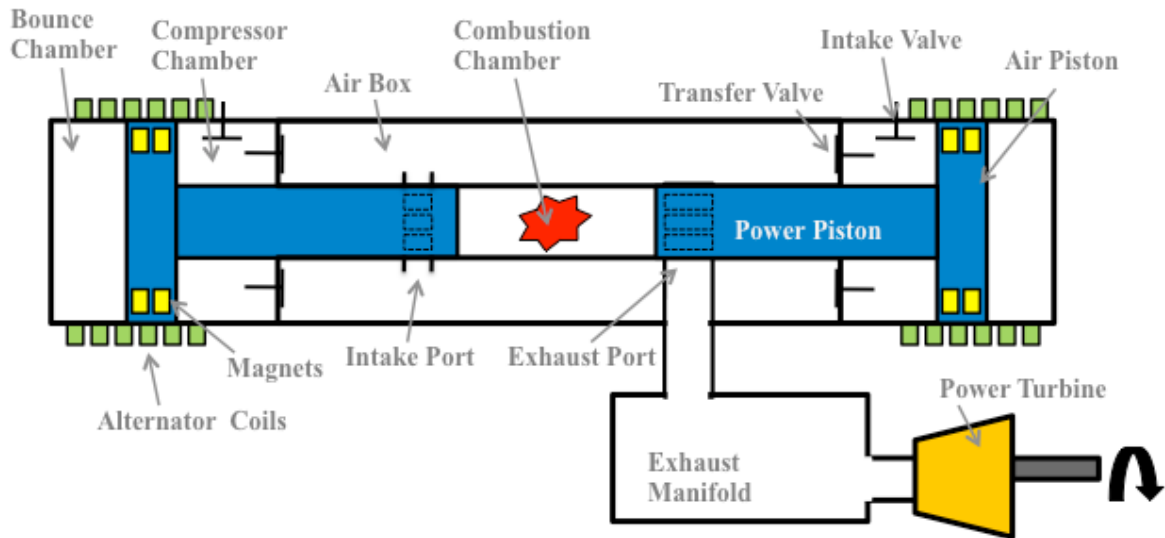 Bounce
Chamber
Compressor
Chamber
Air Box
Combustion
Chamber
Intake Valve
Transfer Valve
Air Piston
Power Piston
Magnets
Intake Port
Exhaust Port
Alternator Coils
Power Turbine
Exhaust
Manifold